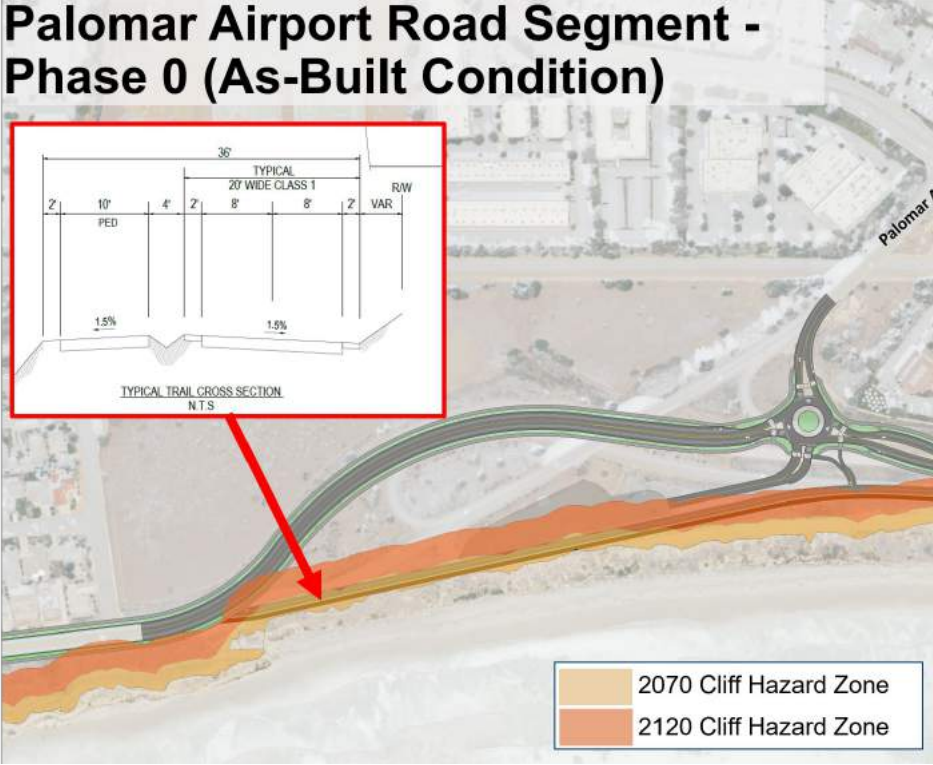 Palomar Airport Road Segment -
Phase 0 (As-Built Condition)
36'
TYPICAL
20' WIDE CLASS 1
R/W
2' 10' 4' 2' 8' 8' 2' VAR
PED
1.5% 1.5%
TYPICAL TRAIL CROSS SECTION
N.T.S
Palomar A
2070 Cliff Hazard Zone
2120 Cliff Hazard Zone